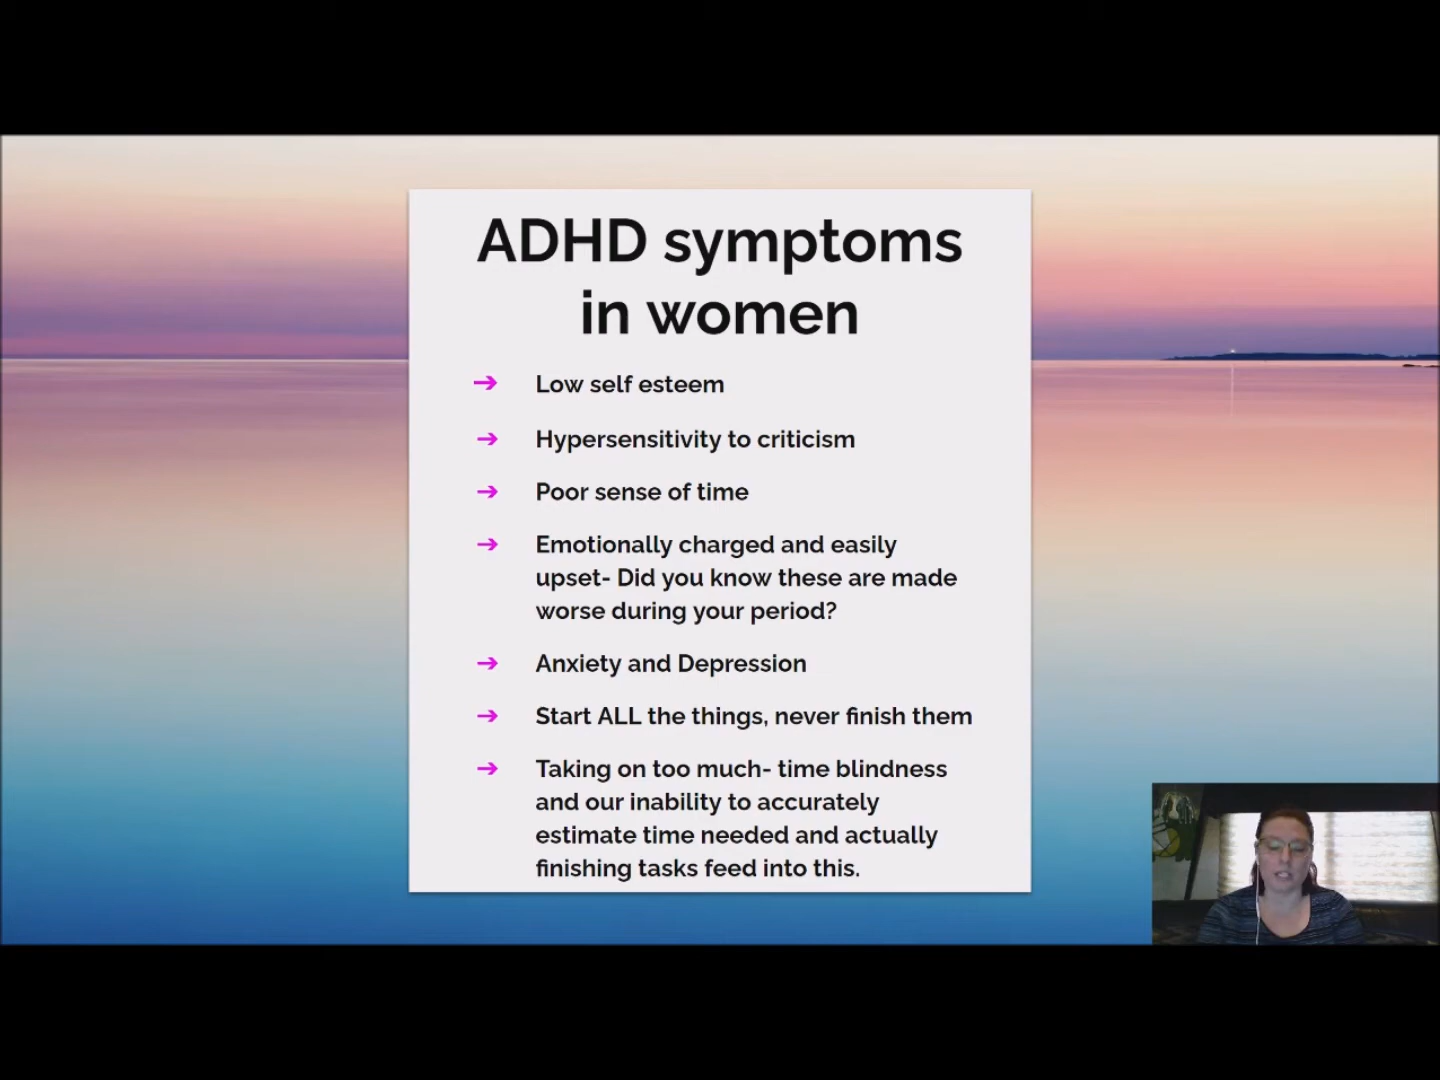 ADHD symptoms
in women
➔ Low self esteem
➔ Hypersensitivity to criticism
➔ Poor sense of time
➔ Emotionally charged and easily
upset- Did you know these are made
worse during your period?
➔ Anxiety and Depression
➔ Start ALL the things, never finish them
➔ Taking on too much- time blindness
and our inability to accurately
estimate time needed and actually
finishing tasks feed into this.